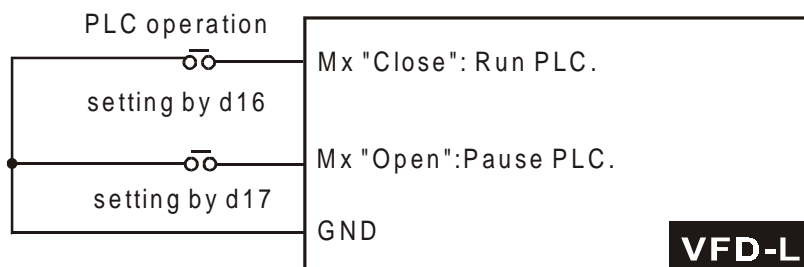 PLC operation
Mx "Close": Run PLC.
setting by d16
Mx "Open":Pause PLC.
setting by d17
GND
VFD-L